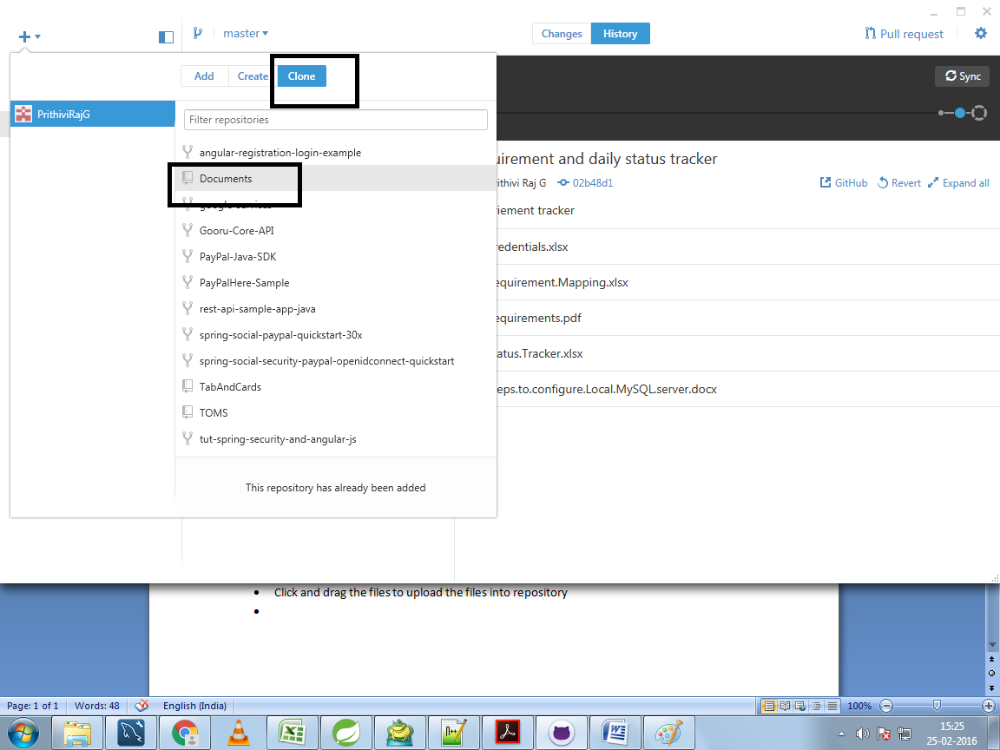 master
Changes
History
Pull request
Add
Create
Clone
Sync
PrithiviRajG
Filter repositories
angular-registration-login-example
Documents
google-services
Gooru-Core-API
PayPal-Java-SDK
PayPalHere-Sample
rest-api-sample-app-java
spring-social-paypal-quickstart-30x
spring-social-security-paypal-openidconnect-quickstart
TabAndCards
TOMS
tut-spring-security-and-angular-js
This repository has already been added
uirement and daily status tracker
ithivi Raj G 02b48d1
GitHub Revert Expand all
iement tracker
redentials.xlsx
equirement.Mapping.xlsx
equirements.pdf
atus.Tracker.xlsx
eps.to.configure.Local.MySQL.server.docx
• Click and drag the files to upload the files into repository
•
Page: 1 of 1 Words: 48 English (India) 100%
15:25
25-02-2016